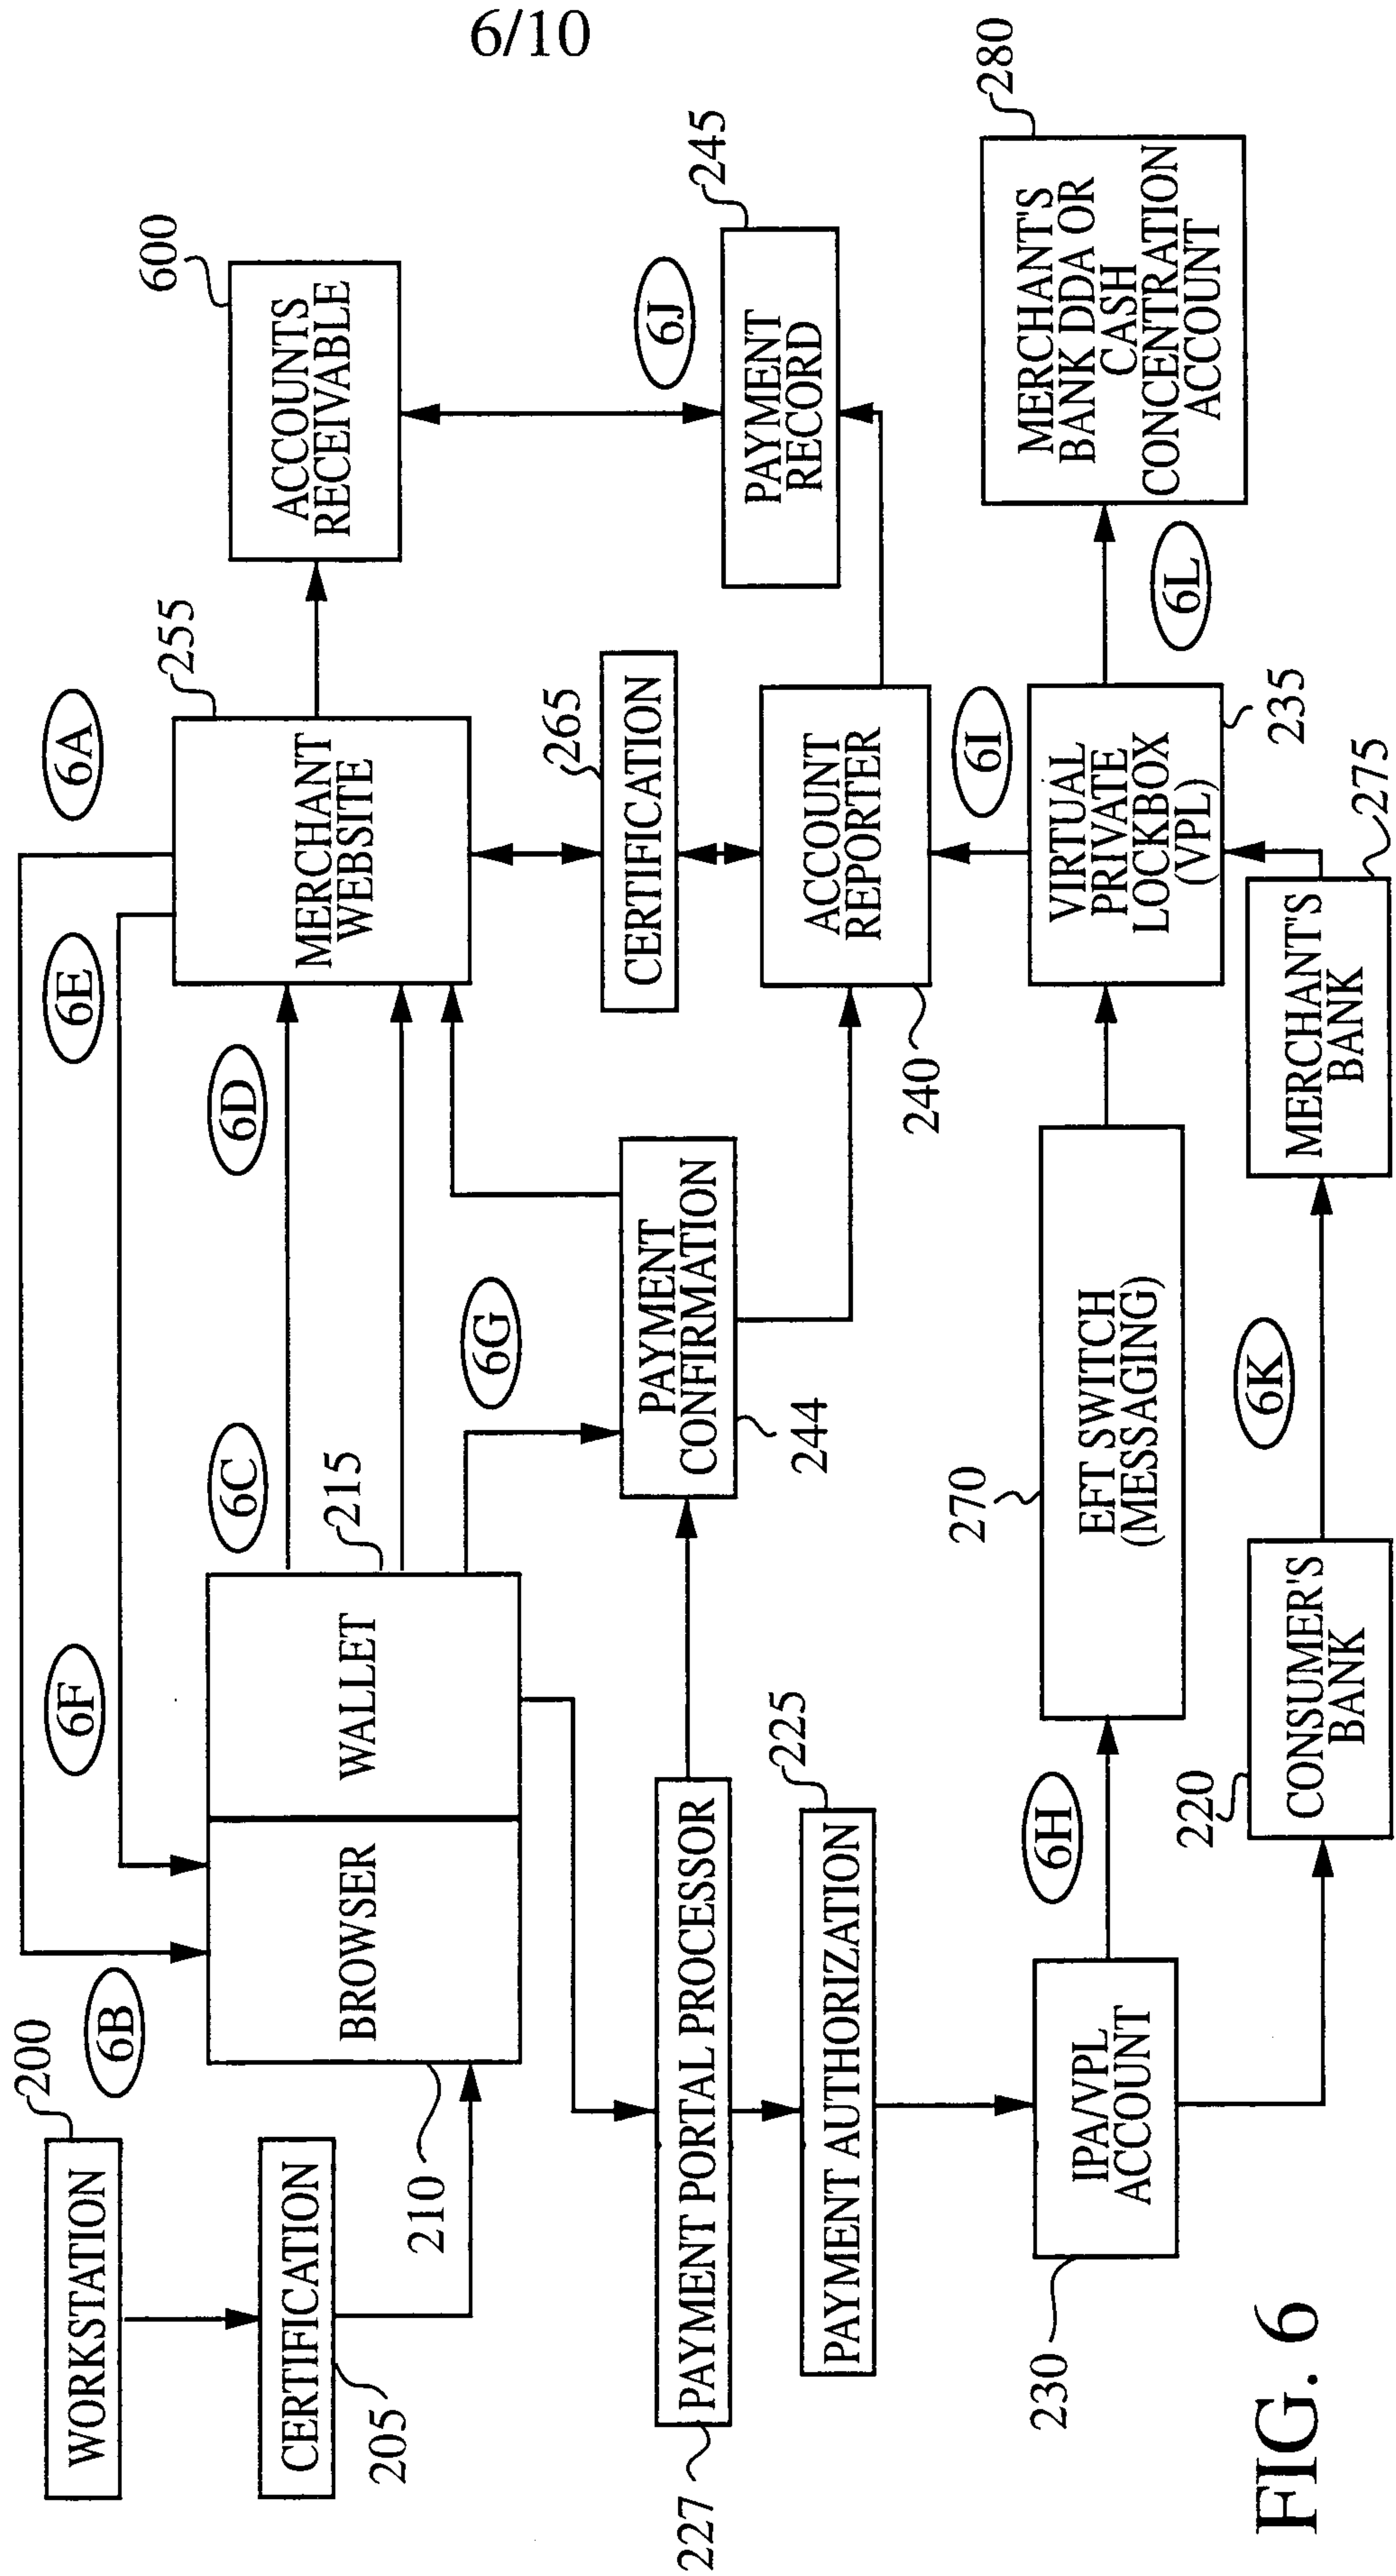 6/10
WORKSTATION
200
CERTIFICATION
205
6B
BROWSER
210
WALLET
215
6F
6C
6E
6D
6A
MERCHANT
WEBSITE
255
ACCOUNTS
RECEIVABLE
600
6G
PAYMENT PORTAL PROCESSOR
227
PAYMENT
CONFIRMATION
244
CERTIFICATION
265
6J
PAYMENT
RECORD
245
PAYMENT AUTHORIZATION
225
ACCOUNT
REPORTER
240
6I
IPA/VPL
ACCOUNT
230
6H
EFT SWITCH
(MESSAGING)
270
VIRTUAL
PRIVATE
LOCKBOX
(VPL)
235
6L
MERCHANT'S
BANK DDA OR
CASH
CONCENTRATION
ACCOUNT
280
CONSUMER'S
BANK
220
6K
MERCHANT'S
BANK
275
FIG. 6